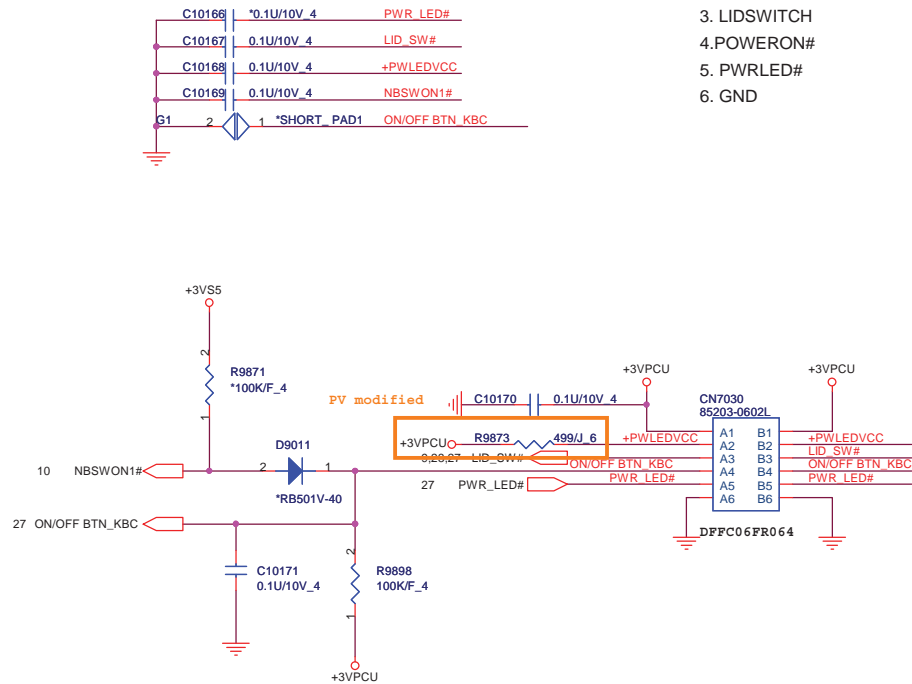 C10166 *0.1U/10V_4 PWR_LED#
C10167 0.1U/10V_4 LID_SW#
C10168 0.1U/10V_4 +PWLEDVCC
C10169 0.1U/10V_4 NBSWON1#
G1 2 1 *SHORT_ PAD1 ON/OFF BTN_KBC
3. LIDSWITCH
4.POWERON#
5. PWRLED#
6. GND
+3VS5
2
R9871
*100K/F_4
1
D9011
10 NBSWON1# 2 1
*RB501V-40
27 ON/OFF BTN_KBC
C10171
0.1U/10V_4
2
R9898
100K/F_4
1
+3VPCU
PV modified
C10170 0.1U/10V_4
+3VPCU
+3VPCU
+3VPCU R9873 499/J_6 +PWLEDVCC
LID_SW#
ON/OFF BTN_KBC
27 PWR_LED# PWR_LED#
CN7030
85203-0602L
A1 B1
A2 B2 +PWLEDVCC
A3 B3 LID_SW#
A4 B4 ON/OFF BTN_KBC
A5 B5 PWR_LED#
A6 B6
DFFC06FR064